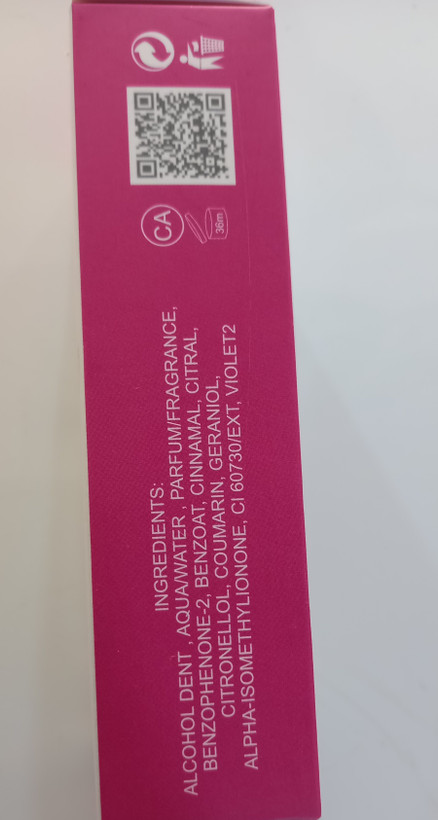 CA
36m
INGREDIENTS:
ALCOHOL DENT , AQUA/WATER , PARFUM/FRAGRANCE,
BENZOPHENONE-2, BENZOAT, CINNAMAL, CITRAL,
CITRONELLOL, COUMARIN, GERANIOL,
ALPHA-ISOMETHYLIONONE, CI 60730/EXT, VIOLET2